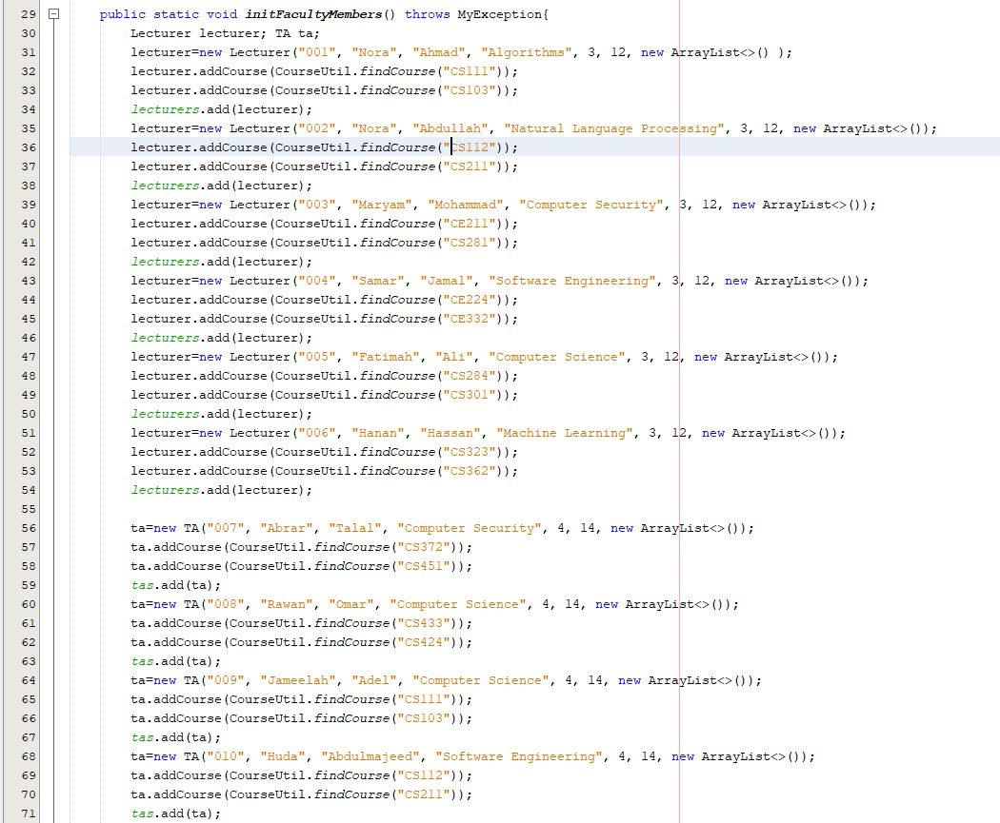 29 public static void initFacultyMembers() throws MyException{
30 Lecturer lecturer; TA ta;
31 lecturer=new Lecturer("001", "Nora", "Ahmad", "Algorithms", 3, 12, new ArrayList<>() );
32 lecturer.addCourse(CourseUtil.findCourse("CS111"));
33 lecturer.addCourse(CourseUtil.findCourse("CS103"));
34 lecturers.add(lecturer);
35 lecturer=new Lecturer("002", "Nora", "Abdullah", "Natural Language Processing", 3, 12, new ArrayList<>());
36 lecturer.addCourse(CourseUtil.findCourse("CS112"));
37 lecturer.addCourse(CourseUtil.findCourse("CS211"));
38 lecturers.add(lecturer);
39 lecturer=new Lecturer("003", "Maryam", "Mohammad", "Computer Security", 3, 12, new ArrayList<>());
40 lecturer.addCourse(CourseUtil.findCourse("CE211"));
41 lecturer.addCourse(CourseUtil.findCourse("CS281"));
42 lecturers.add(lecturer);
43 lecturer=new Lecturer("004", "Samar", "Jamal", "Software Engineering", 3, 12, new ArrayList<>());
44 lecturer.addCourse(CourseUtil.findCourse("CE224"));
45 lecturer.addCourse(CourseUtil.findCourse("CE332"));
46 lecturers.add(lecturer);
47 lecturer=new Lecturer("005", "Fatimah", "Ali", "Computer Science", 3, 12, new ArrayList<>());
48 lecturer.addCourse(CourseUtil.findCourse("CS284"));
49 lecturer.addCourse(CourseUtil.findCourse("CS301"));
50 lecturers.add(lecturer);
51 lecturer=new Lecturer("006", "Hanan", "Hassan", "Machine Learning", 3, 12, new ArrayList<>());
52 lecturer.addCourse(CourseUtil.findCourse("CS323"));
53 lecturer.addCourse(CourseUtil.findCourse("CS362"));
54 lecturers.add(lecturer);
55
56 ta=new TA("007", "Abrar", "Talal", "Computer Security", 4, 14, new ArrayList<>());
57 ta.addCourse(CourseUtil.findCourse("CS372"));
58 ta.addCourse(CourseUtil.findCourse("CS451"));
59 tas.add(ta);
60 ta=new TA("008", "Rawan", "Omar", "Computer Science", 4, 14, new ArrayList<>());
61 ta.addCourse(CourseUtil.findCourse("CS433"));
62 ta.addCourse(CourseUtil.findCourse("CS424"));
63 tas.add(ta);
64 ta=new TA("009", "Jameelah", "Adel", "Computer Science", 4, 14, new ArrayList<>());
65 ta.addCourse(CourseUtil.findCourse("CS111"));
66 ta.addCourse(CourseUtil.findCourse("CS103"));
67 tas.add(ta);
68 ta=new TA("010", "Huda", "Abdulmajeed", "Software Engineering", 4, 14, new ArrayList<>());
69 ta.addCourse(CourseUtil.findCourse("CS112"));
70 ta.addCourse(CourseUtil.findCourse("CS211"));
71 tas.add(ta);